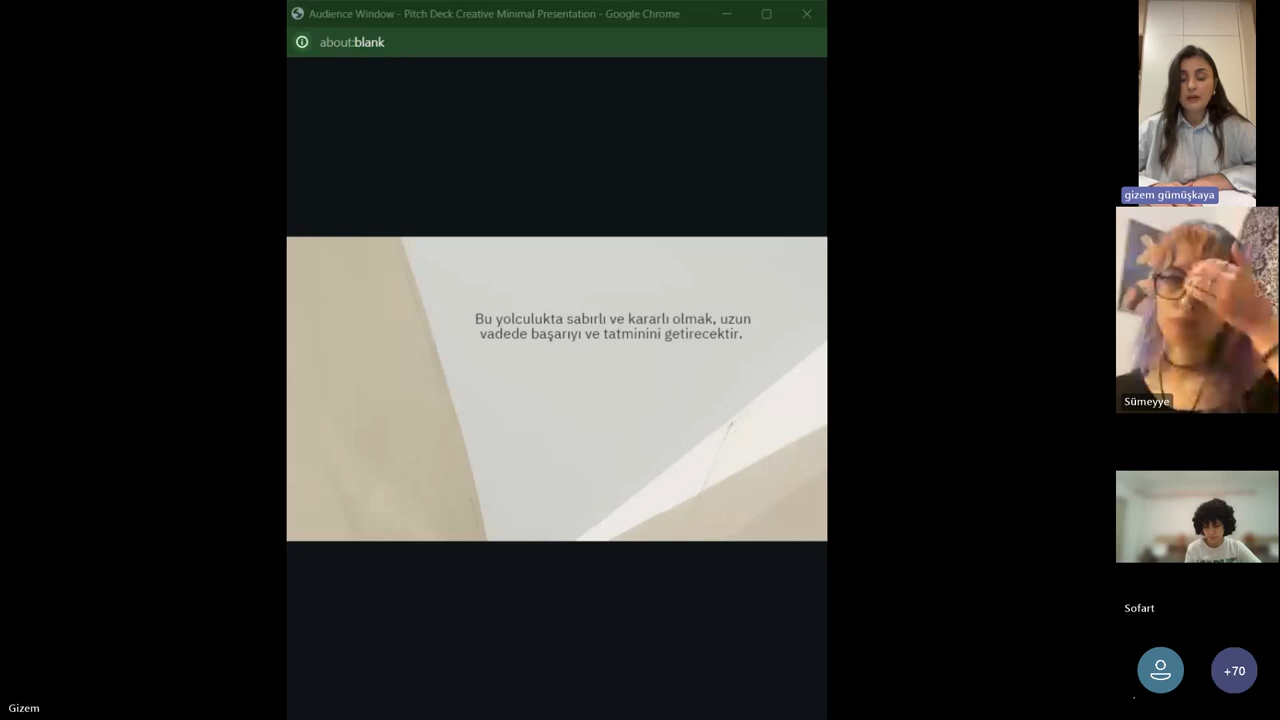 Audience Window - Pitch Deck Creative Minimal Presentation - Google Chrome
about:blank
Bu yolculukta sabırlı ve kararlı olmak, uzun
vadede başarıyı ve tatminini getirecektir.
gizem gümüşkaya
Sümeyye
Sofart
+70
Gizem